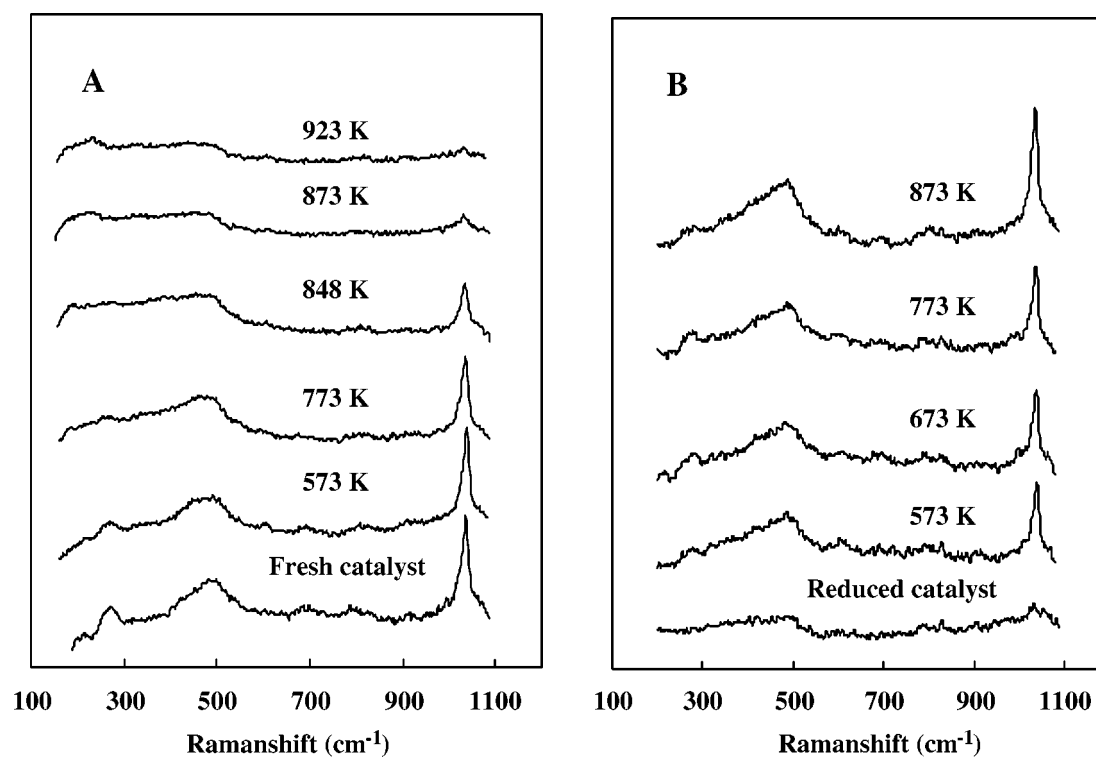 A
923 K
873 K
848 K
773 K
573 K
Fresh catalyst
100 300 500 700 900 1100
Ramanshift (cm-1)
B
873 K
773 K
673 K
573 K
Reduced catalyst
100 300 500 700 900 1100
Ramanshift (cm-1)